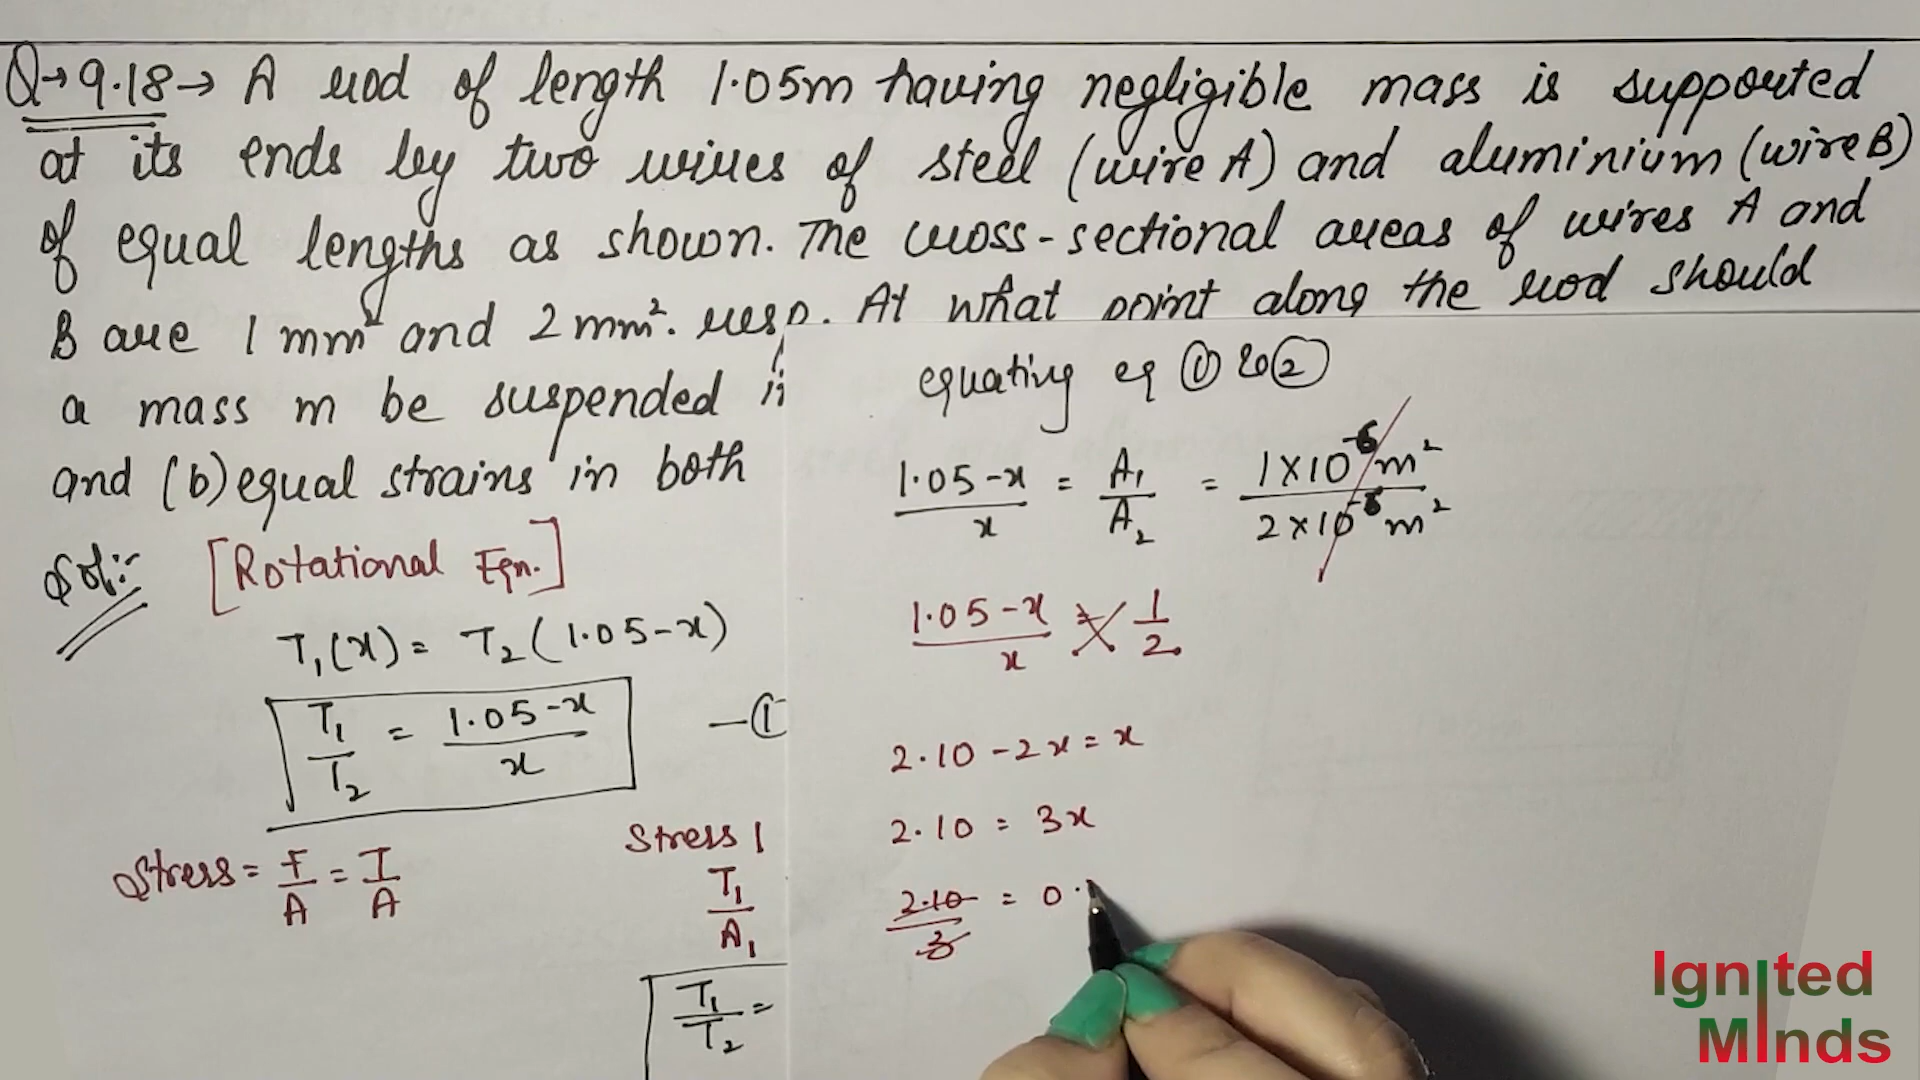 Q→9.18→ A rod of length 1.05m having negligible mass is supported
at its ends by two wires of steel (wire A) and aluminium (wire B)
of equal lengths as shown. The cross-sectional areas of wires A and
B are 1 mm² and 2 mm². resp. At what point along the rod should
a mass m be suspended
and (b) equal strains in both
Sol:-
[Rotational Eqn.]
T₁(x) = T₂(1.05-x)
T₁/T₂ = 1.05-x/x —①
Stress = F/A = T/A
Stress 1
T₁/A₁
T₁/T₂ =
equating eq ① & ②
1.05-x/x = A₁/A₂ = 1×10⁻⁶m²/2×10⁻⁶m²
1.05-x/x = 1/2
2.10-2x = x
2.10 = 3x
2.10/3 = 0.
Ignited
Minds